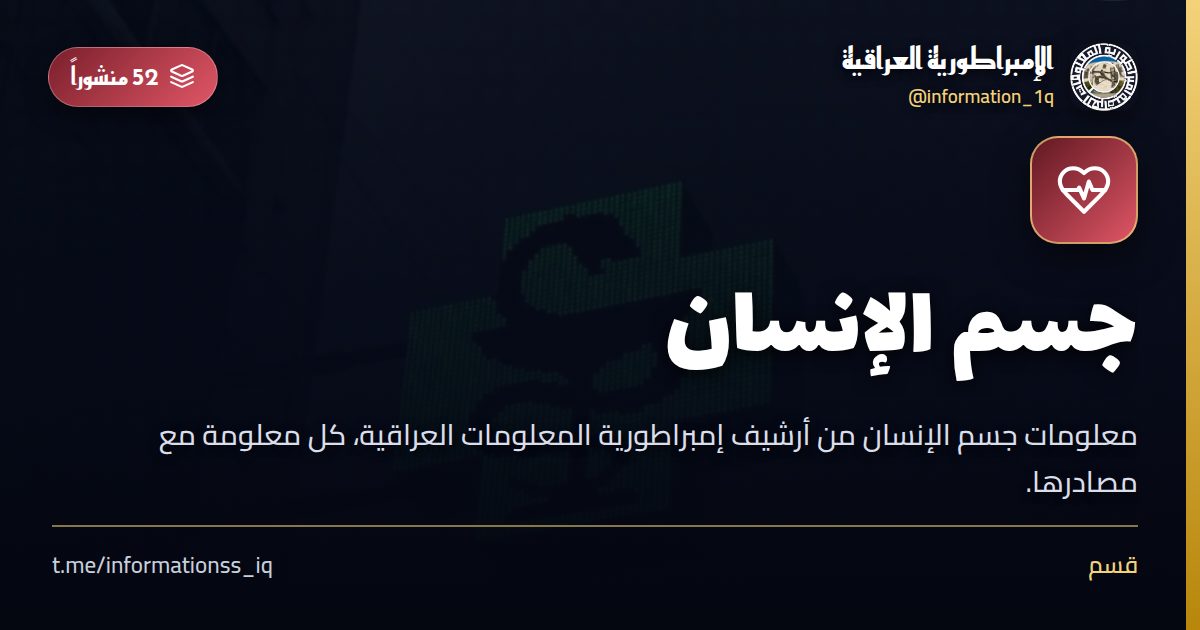 الإمبراطورية العراقية
@information_1q
52 منشوراً
جسم الإنسان
معلومات جسم الإنسان من أرشيف إمبراطورية المعلومات العراقية، كل معلومة مع
مصادرها.
قسم
t.me/informationss_iq